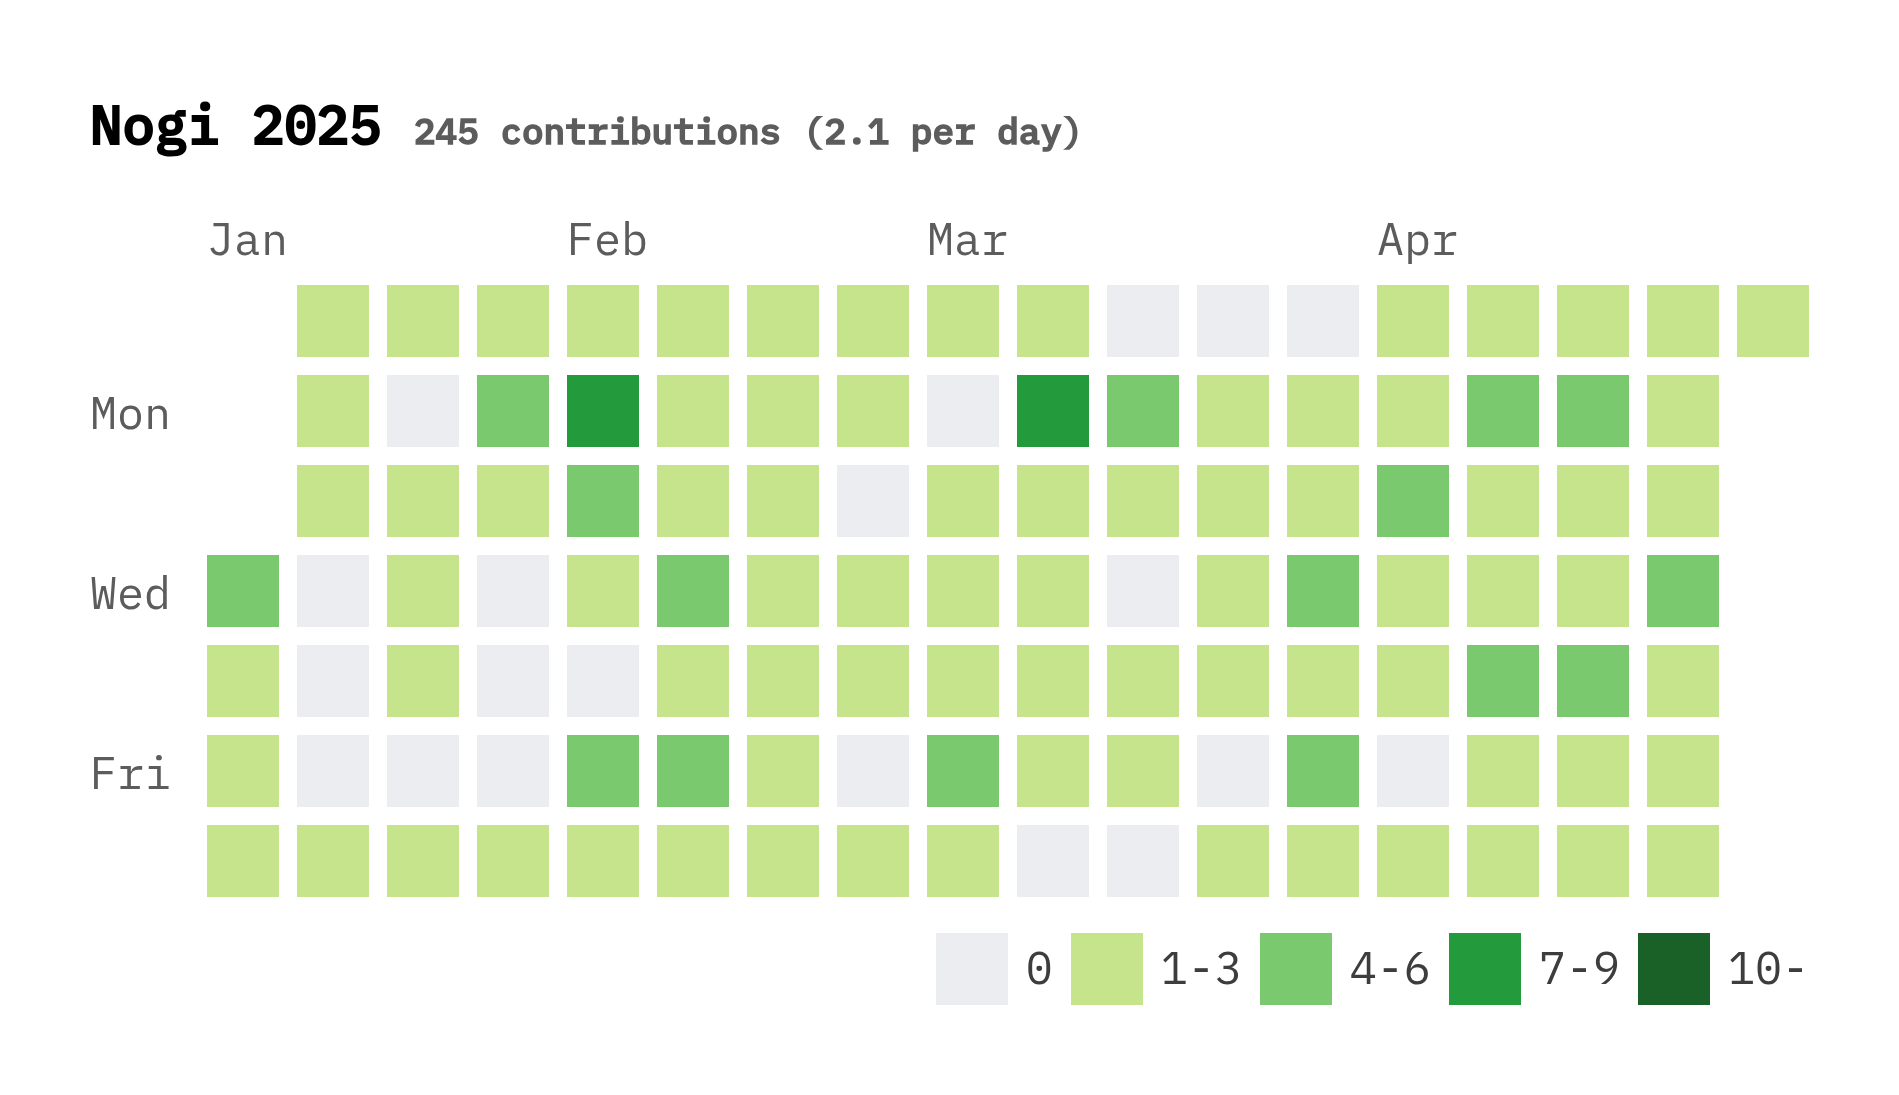 Nogi 2025 245 contributions (2.1 per day)
Jan Feb Mar Apr
Mon
Wed
Fri
0 1-3 4-6 7-9 10-